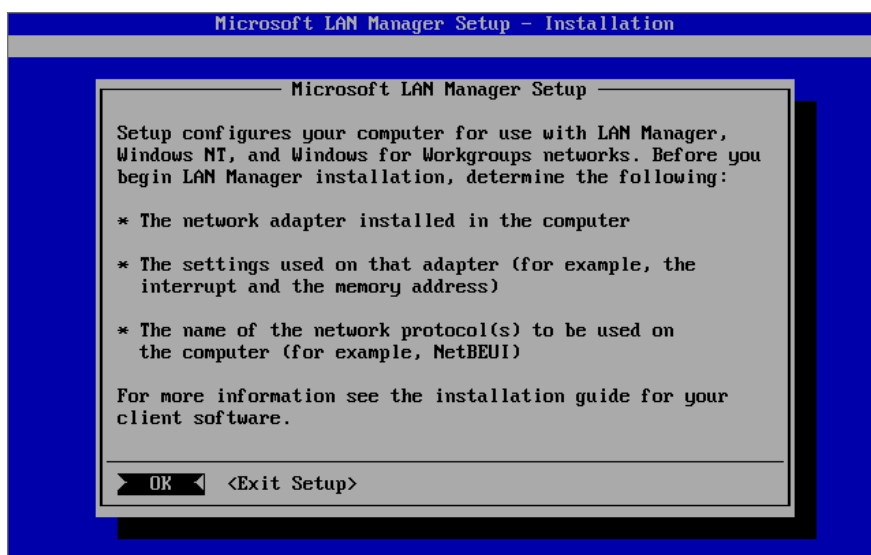 Microsoft LAN Manager Setup - Installation
Microsoft LAN Manager Setup
Setup configures your computer for use with LAN Manager,
Windows NT, and Windows for Workgroups networks. Before you
begin LAN Manager installation, determine the following:
* The network adapter installed in the computer
* The settings used on that adapter (for example, the
interrupt and the memory address)
* The name of the network protocol(s) to be used on
the computer (for example, NetBEUI)
For more information see the installation guide for your
client software.
OK <Exit Setup>